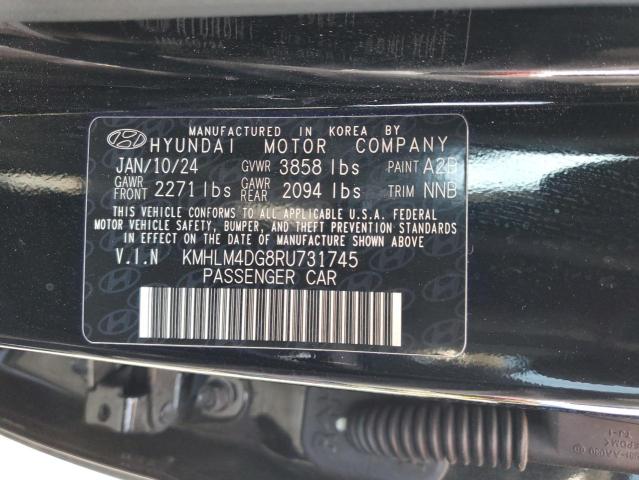 MANUFACTURED IN KOREA BY
HYUNDAI MOTOR COMPANY
JAN/10/24 GVWR 3858 lbs PAINT A2B
GAWR FRONT 2271 lbs GAWR REAR 2094 lbs TRIM NNB
THIS VEHICLE CONFORMS TO ALL APPLICABLE U.S.A. FEDERAL
MOTOR VEHICLE SAFETY, BUMPER, AND THEFT PREVENTION STANDARDS
IN EFFECT ON THE DATE OF MANUFACTURE SHOWN ABOVE.
V.I.N KMHLM4DG8RU731745
PASSENGER CAR